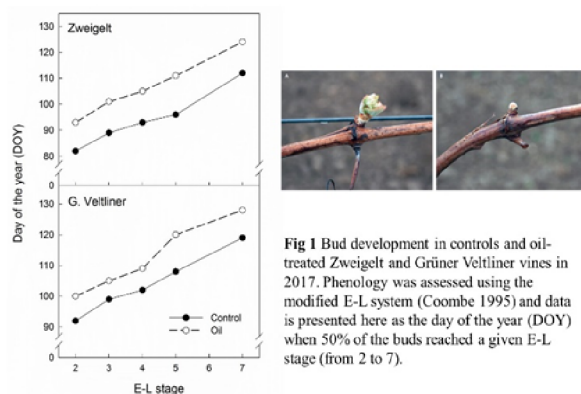 Zweigelt
130
120
110
100
90
80
0
G. Veltliner
130
120
110
100
90
0
Day of the year (DOY)
Control
Oil
2 3 4 5 6 7
E-L stage
A
B
Fig 1 Bud development in controls and oil-
treated Zweigelt and Grüner Veltliner vines in
2017. Phenology was assessed using the
modified E-L system (Coombe 1995) and data
is presented here as the day of the year (DOY)
when 50% of the buds reached a given E-L
stage (from 2 to 7).